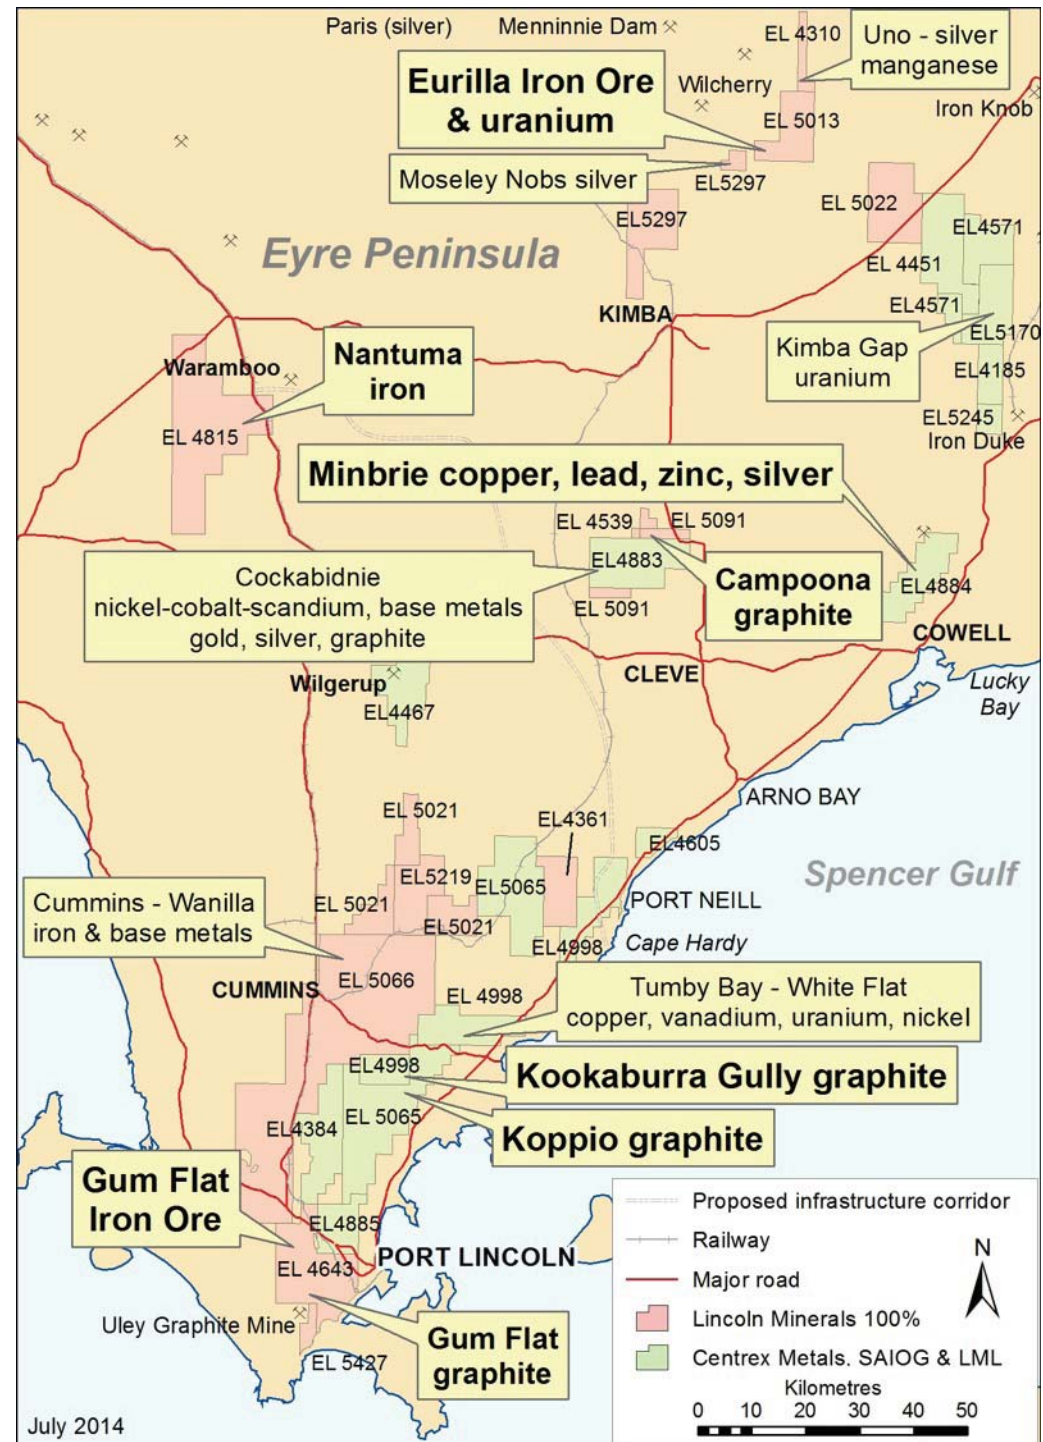 Paris (silver)
Menninnie Dam
EL 4310
Uno - silver
manganese
Eurilla Iron Ore
& uranium
Wilcherry
Iron Knob
EL 5013
Moseley Nobs silver
EL5297
EL5297
EL 5022
EL4571
Eyre Peninsula
EL 4451
EL4571
KIMBA
EL5170
Kimba Gap
uranium
Nantuma
iron
Waramboo
EL4185
EL5245
Iron Duke
EL 4815
Minbrie copper, lead, zinc, silver
EL 4539
EL 5091
EL4883
Cockabidnie
nickel-cobalt-scandium, base metals
gold, silver, graphite
Campoona
graphite
EL4884
EL 5091
COWELL
CLEVE
Lucky
Bay
Wilgerup
EL4467
ARNO BAY
EL 5021
EL4361
EL4605
Spencer Gulf
EL5219
EL5065
Cummins - Wanilla
iron & base metals
EL 5021
EL5021
PORT NEILL
EL4998
Cape Hardy
EL 5066
CUMMINS
EL 4998
Tumby Bay - White Flat
copper, vanadium, uranium, nickel
EL4998
Kookaburra Gully graphite
EL 5065
EL4384
Koppio graphite
Gum Flat
Iron Ore
EL4885
PORT LINCOLN
EL 4643
Uley Graphite Mine
Gum Flat
graphite
EL 5427
Proposed infrastructure corridor
Railway
N
Major road
Lincoln Minerals 100%
Centrex Metals. SAIOG & LML
Kilometres
0 10 20 30 40 50
July 2014